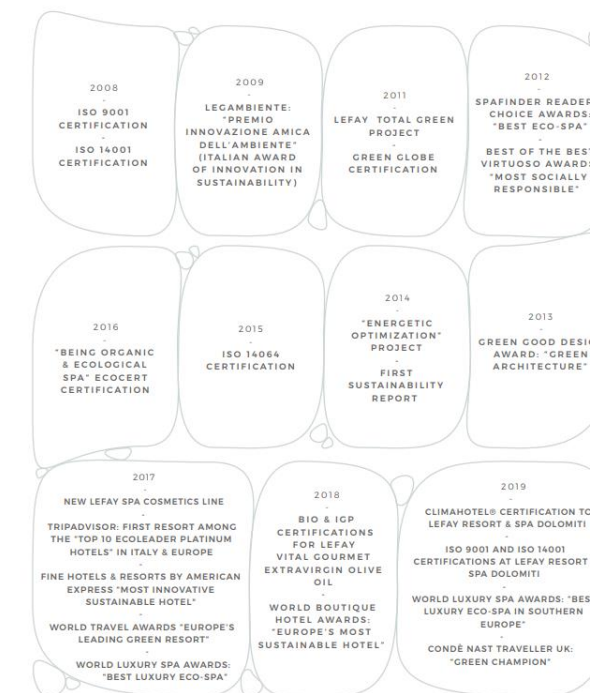 2008
-
ISO 9001
CERTIFICATION
-
ISO 14001
CERTIFICATION
2009
-
LEGAMBIENTE:
"PREMIO
INNOVAZIONE AMICA
DELL'AMBIENTE"
(ITALIAN AWARD
OF INNOVATION IN
SUSTAINABILITY)
2011
-
LEFAY TOTAL GREEN
PROJECT
-
GREEN GLOBE
CERTIFICATION
2012
-
SPAFINDER READER
CHOICE AWARDS:
"BEST ECO-SPA"
-
BEST OF THE BEST
VIRTUOSO AWARD
"MOST SOCIALLY
RESPONSIBLE"
2016
-
"BEING ORGANIC
& ECOLOGICAL
SPA" ECOCERT
CERTIFICATION
2015
-
ISO 14064
CERTIFICATION
2014
-
"ENERGETIC
OPTIMIZATION"
PROJECT
-
FIRST
SUSTAINABILITY
REPORT
2013
-
GREEN GOOD
AWARD: "GREEN
ARCHITECTURE"
2017
-
NEW LEFAY SPA COSMETICS LINE
-
TRIPADVISOR: FIRST RESORT AMONG
THE "TOP 10 ECOLEADER PLATINUM
HOTELS" IN ITALY & EUROPE
-
FINE HOTELS & RESORTS BY AMERICAN
EXPRESS "MOST INNOVATIVE
SUSTAINABLE HOTEL"
-
WORLD TRAVEL AWARDS "EUROPE'S
LEADING GREEN RESORT"
-
WORLD LUXURY SPA AWARDS:
"BEST LUXURY ECO-SPA"
2018
-
BIO & IGP
CERTIFICATIONS
FOR LEFAY
VITAL GOURMET
EXTRAVIRGIN OLIVE
OIL
-
WORLD BOUTIQUE
HOTEL AWARDS:
"EUROPE'S MOST
SUSTAINABLE HOTEL"
2019
-
CLIMAHOTEL® CERTIFICATION TO
LEFAY RESORT & SPA DOLOMITI
-
ISO 9001 AND ISO 14001
CERTIFICATIONS AT LEFAY RESORT
SPA DOLOMITI
-
WORLD LUXURY SPA AWARDS: "BES
LUXURY ECO-SPA IN SOUTHERN
EUROPE"
-
CONDÈ NAST TRAVELLER UK:
"GREEN CHAMPION"